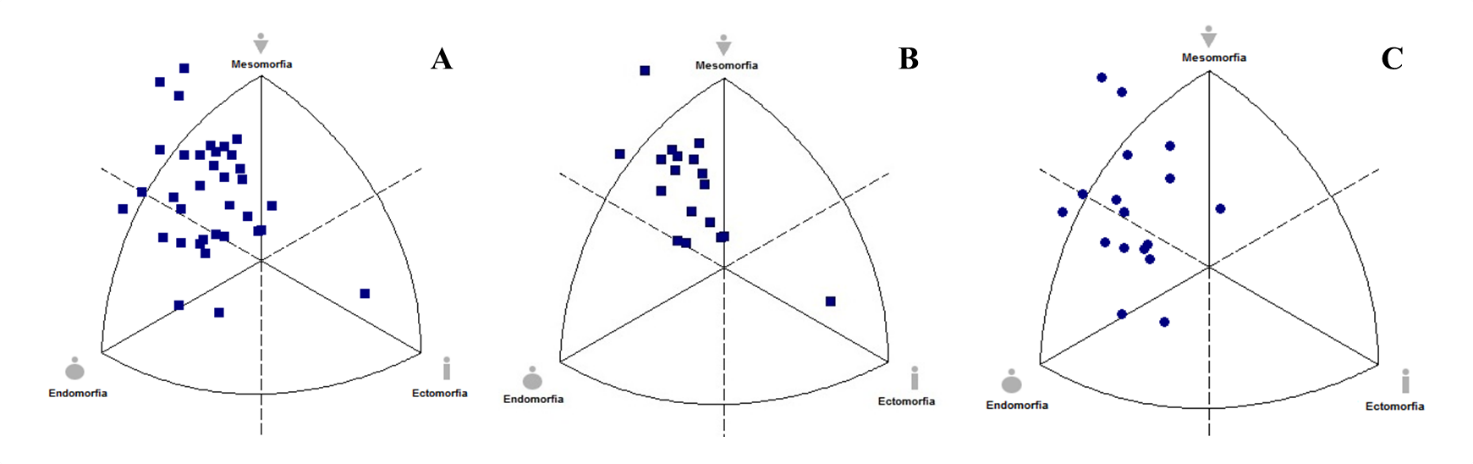 A
Mesomorfia
Endomorfia
Ectomorfia
B
Mesomorfia
Endomorfia
Ectomorfia
C
Mesomorfia
Endomorfia
Ectomorfia